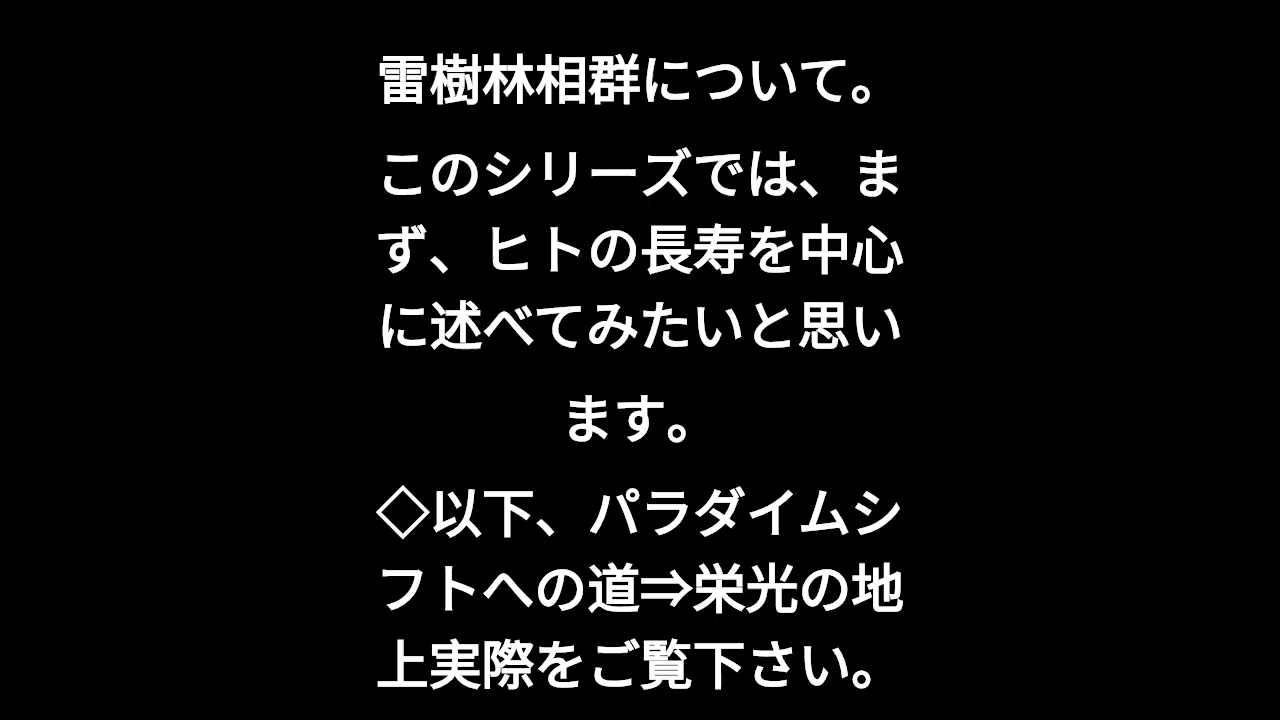 雷樹林相群について。
このシリーズでは、ま
ず、ヒトの長寿を中心
に述べてみたいと思い
ます。
◇以下、パラダイムシ
フトへの道⇒栄光の地
上実際をご覧下さい。